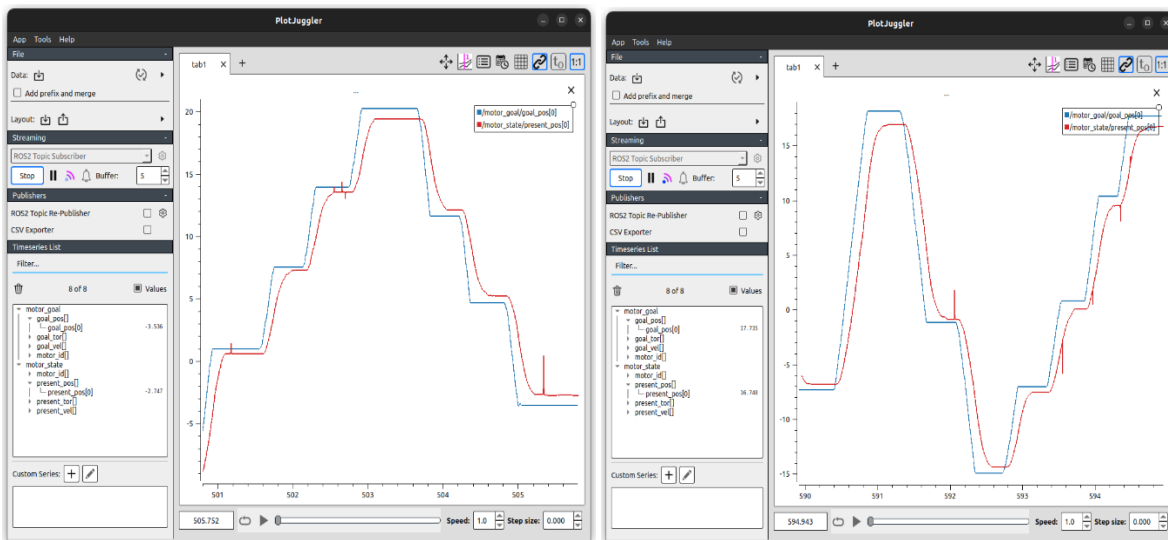 PlotJuggler
App Tools Help
File
Data:
Add prefix and merge
Layout:
Streaming
ROS2 Topic Subscriber
Stop Buffer: 5
Publishers
ROS2 Topic Re-Publisher
CSV Exporter
Timeseries List
Filter...
8 of 8 Values
motor_goal
goal_pos[]
goal_pos[0] -3.536
goal_tor[]
goal_vel[]
motor_id[]
motor_state
motor_id[]
present_pos[]
present_pos[0] -2.747
present_tor[]
present_vel[]
Custom Series:
tab1 X +
1:1
...
/motor_goal/goal_pos[0]
/motor_state/present_pos[0]
20
15
10
5
0
-5
501 502 503 504 505
505.752 Speed: 1.0 Step size: 0.000
PlotJuggler
App Tools Help
File
Data:
Add prefix and merge
Layout:
Streaming
ROS2 Topic Subscriber
Stop Buffer: 5
Publishers
ROS2 Topic Re-Publisher
CSV Exporter
Timeseries List
Filter...
8 of 8 Values
motor_goal
goal_pos[]
goal_pos[0] 17.735
goal_tor[]
goal_vel[]
motor_id[]
motor_state
motor_id[]
present_pos[]
present_pos[0] 16.748
present_tor[]
present_vel[]
Custom Series:
tab1 X +
1:1
...
/motor_goal/goal_pos[0]
/motor_state/present_pos[0]
15
10
5
0
-5
-10
-15
590 591 592 593 594
594.943 Speed: 1.0 Step size: 0.000